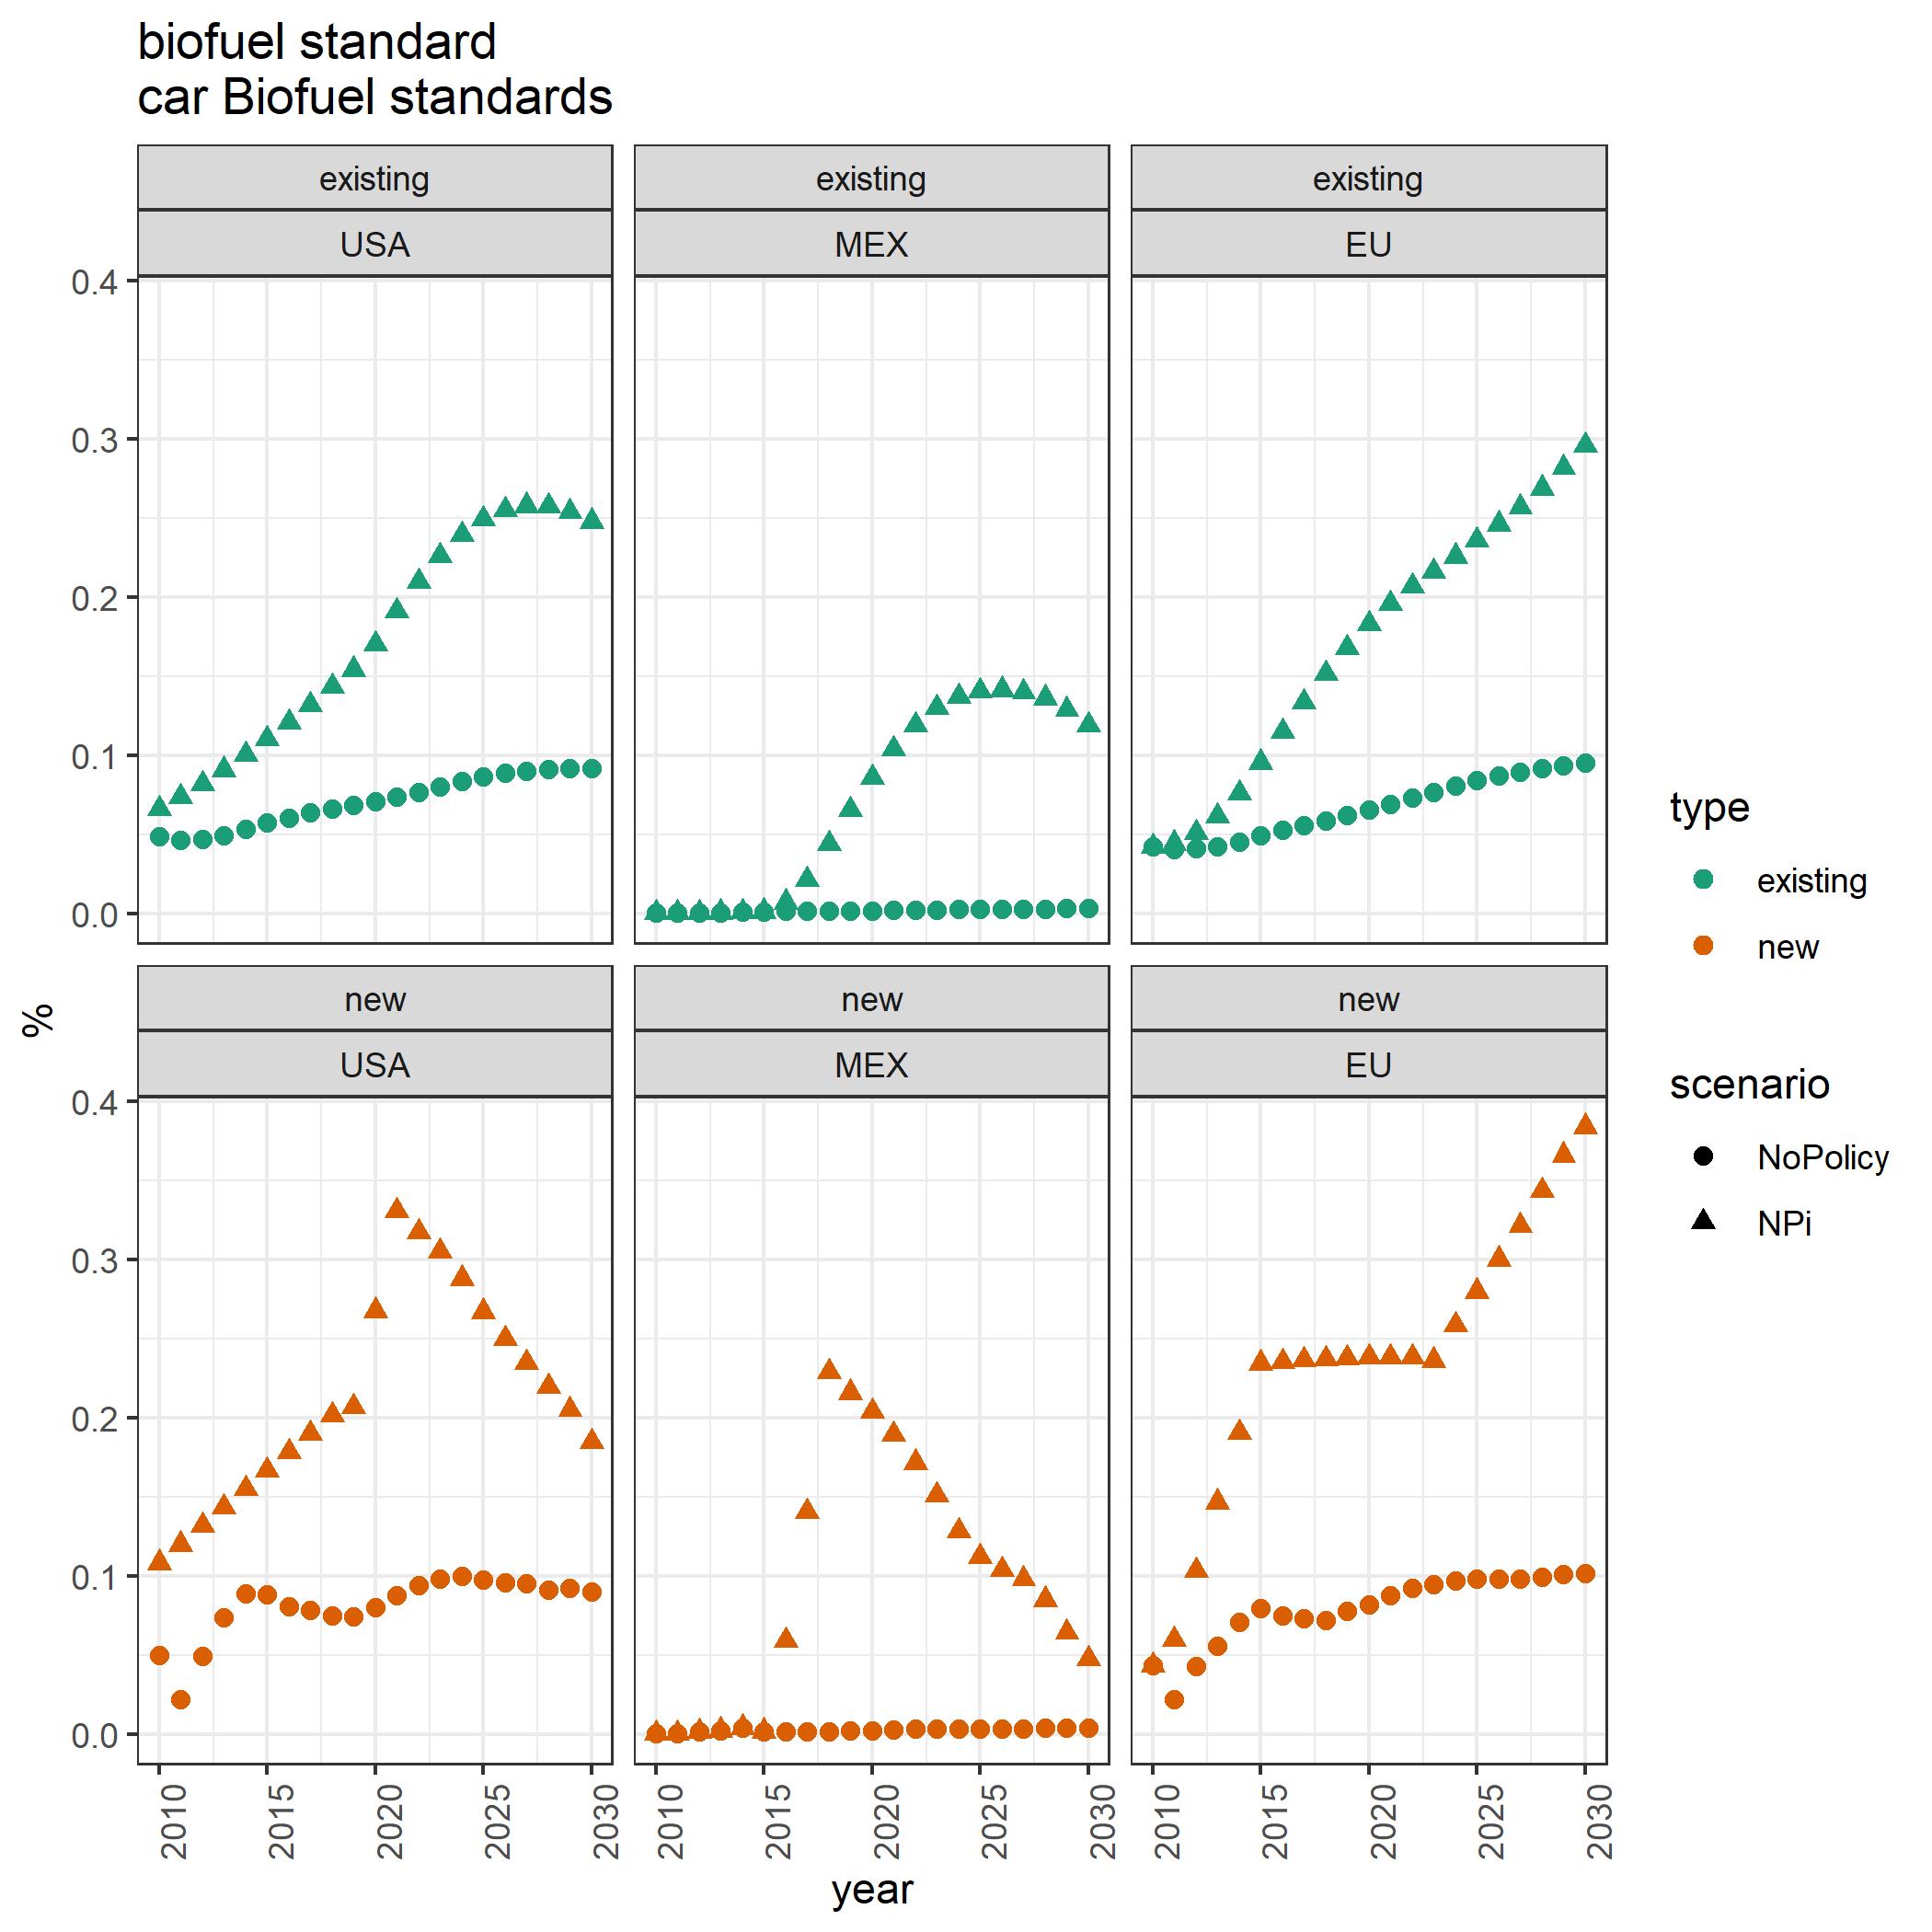 biofuel standard
car Biofuel standards
existing
existing
existing
USA
MEX
EU
0.4
0.3
0.2
0.1
0.0
new
new
new
USA
MEX
EU
0.4
0.3
0.2
0.1
0.0
%
2010
2015
2020
2025
2030
2010
2015
2020
2025
2030
2010
2015
2020
2025
2030
year
type
existing
new
scenario
NoPolicy
NPi